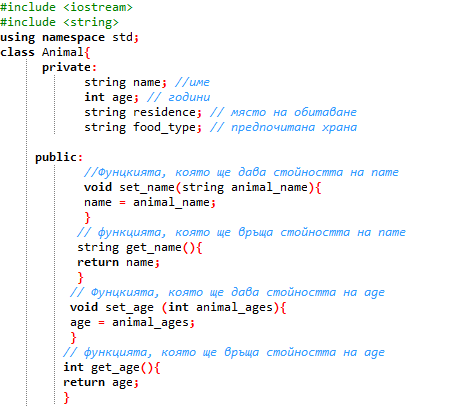 #include <iostream>
#include <string>
using namespace std;
class Animal{
private:
string name; //име
int age; // години
string residence; // място на обитаване
string food_type; // предпочитана храна
public:
//Фунцкията, която ще дава стойността на name
void set_name(string animal_name){
name = animal_name;
}
// функцията, която ще връща стойността на name
string get_name(){
return name;
}
// Фунцкията, която ще дава стойността на age
void set_age (int animal_ages){
age = animal_ages;
}
// функцията, която ще връща стойността на age
int get_age(){
return age;
}